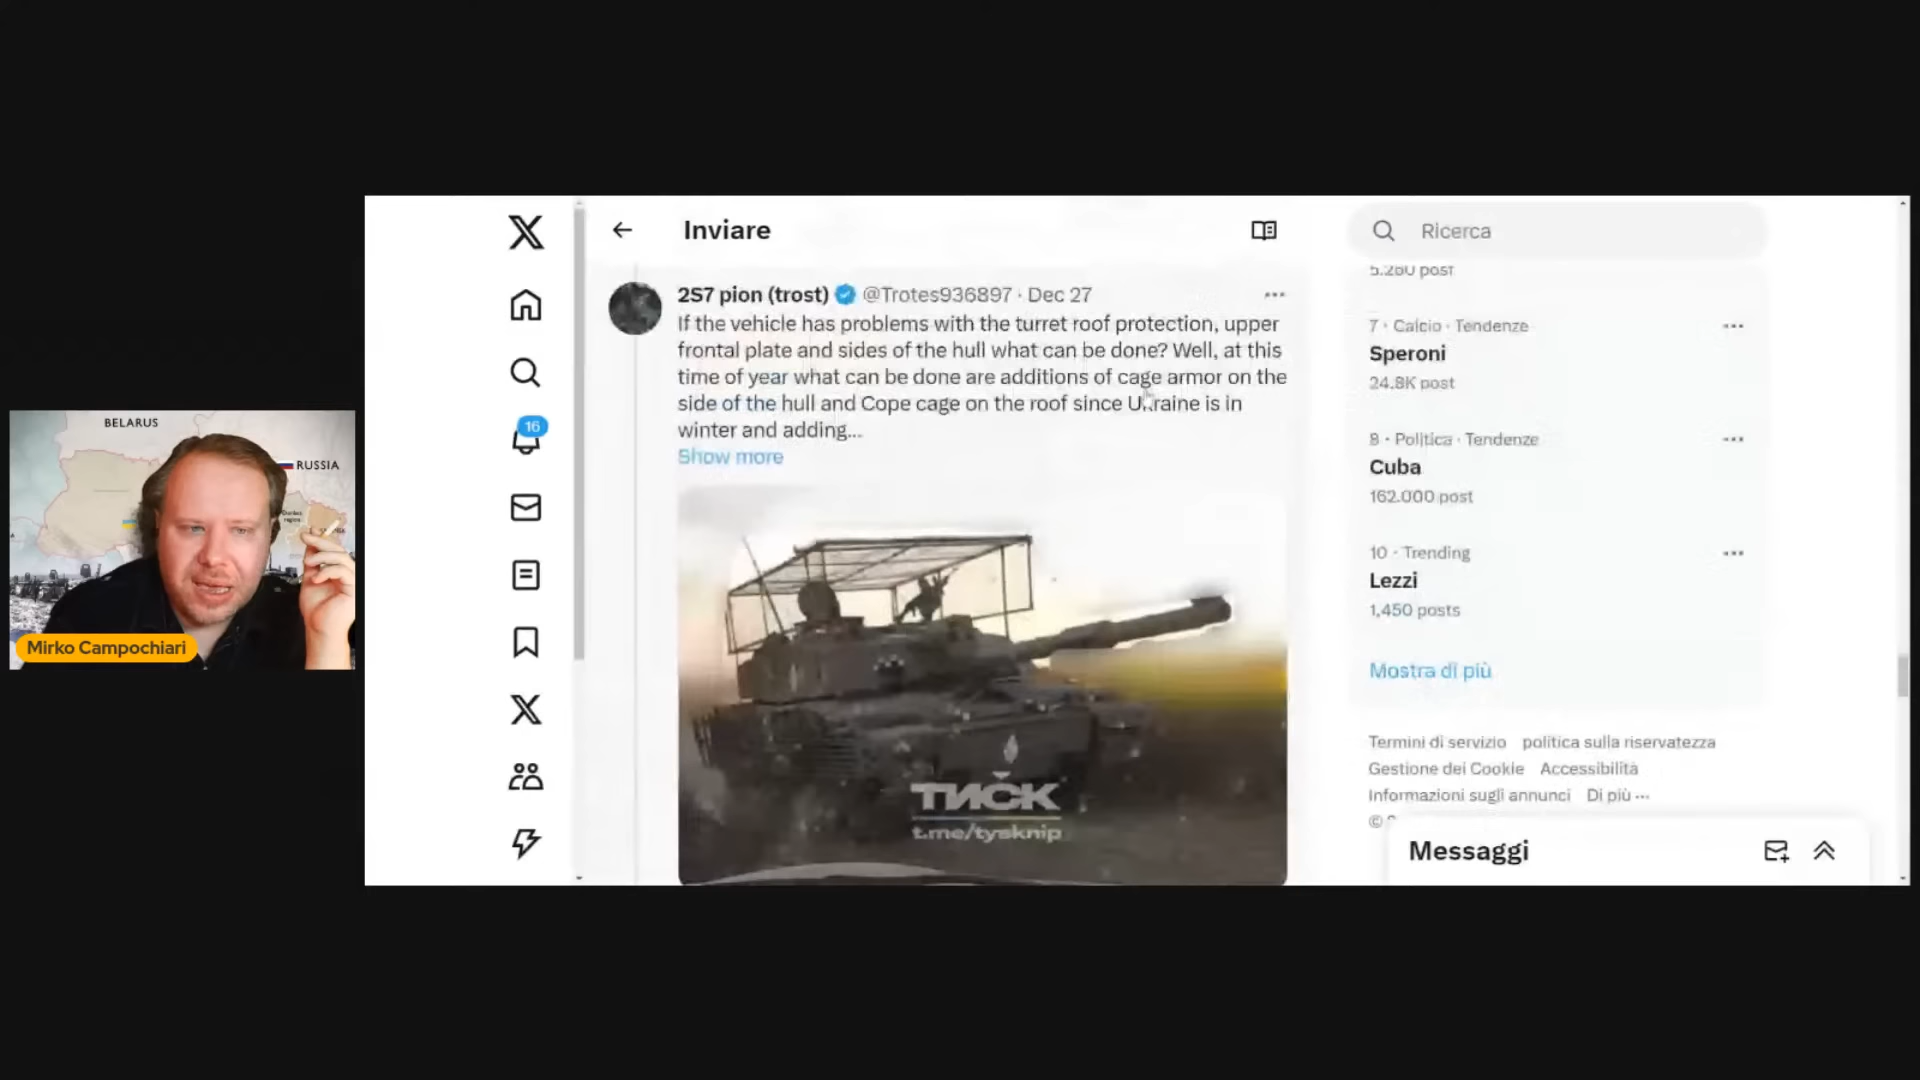 BELARUS
RUSSIA
Mirko Campochiari
16
Inviare
2S7 pion (trost) @Trotes936897 · Dec 27
If the vehicle has problems with the turret roof protection, upper
frontal plate and sides of the hull what can be done? Well, at this
time of year what can be done are additions of cage armor on the
side of the hull and Cope cage on the roof since Ukraine is in
winter and adding...
Show more
ТИСК
t.me/tysknip
Ricerca
5.260 post
7 · Calcio · Tendenze
Speroni
24.8K post
8 · Politica · Tendenze
Cuba
162.000 post
10 · Trending
Lezzi
1,450 posts
Mostra di più
Termini di servizio politica sulla riservatezza
Gestione dei Cookie Accessibilità
Informazioni sugli annunci Di più ···
©
Messaggi